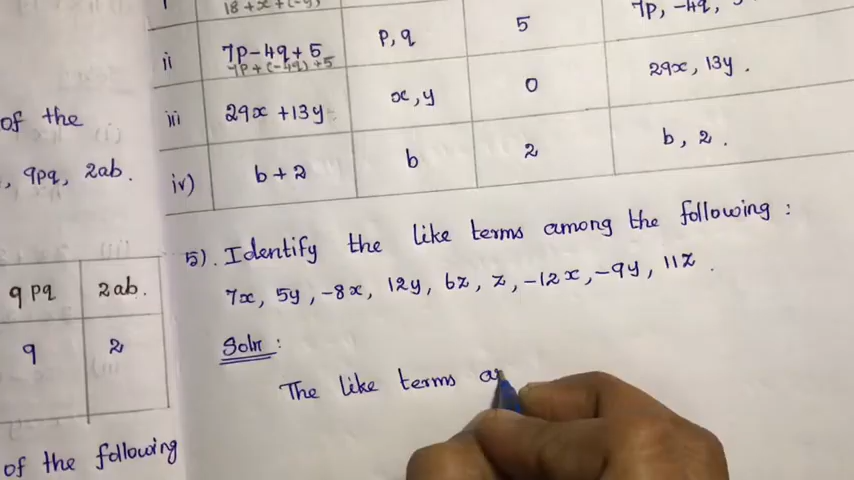 18 + x + (-y)
7p, -4q,
ii 7p-4q+5 p, q 5
7p+(-4q)+5
iii 29x +13y x, y 0 29x, 13y.
iv) b+2 b 2 b, 2.
of the
, 9pq, 2ab.
9pq 2ab.
9 2
of the following
5). Identify the like terms among the following :
7x, 5y, -8x, 12y, 6z, z, -12x, -9y, 11z.
Soln :
The like terms